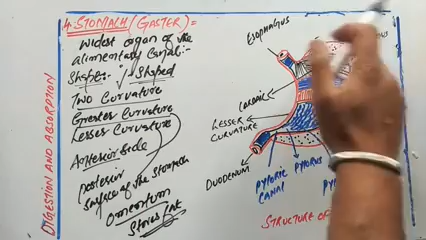 4. STOMACH (GASTER) =
Widest organ of the
alimentary Canal:-
Shape:- J-Shaped
Two Curvature
Greater Curvature
Lesser Curvature
Anterior side
posterior
surface of the stomach
Omentum
Stores fat
DIGESTION AND ABSORPTION
ESOPHAGUS
CARDIAC
LESSER
CURVATURE
DUODENUM
PYLORIC
CANAL
PYLORUS
PY
STRUCTURE OF